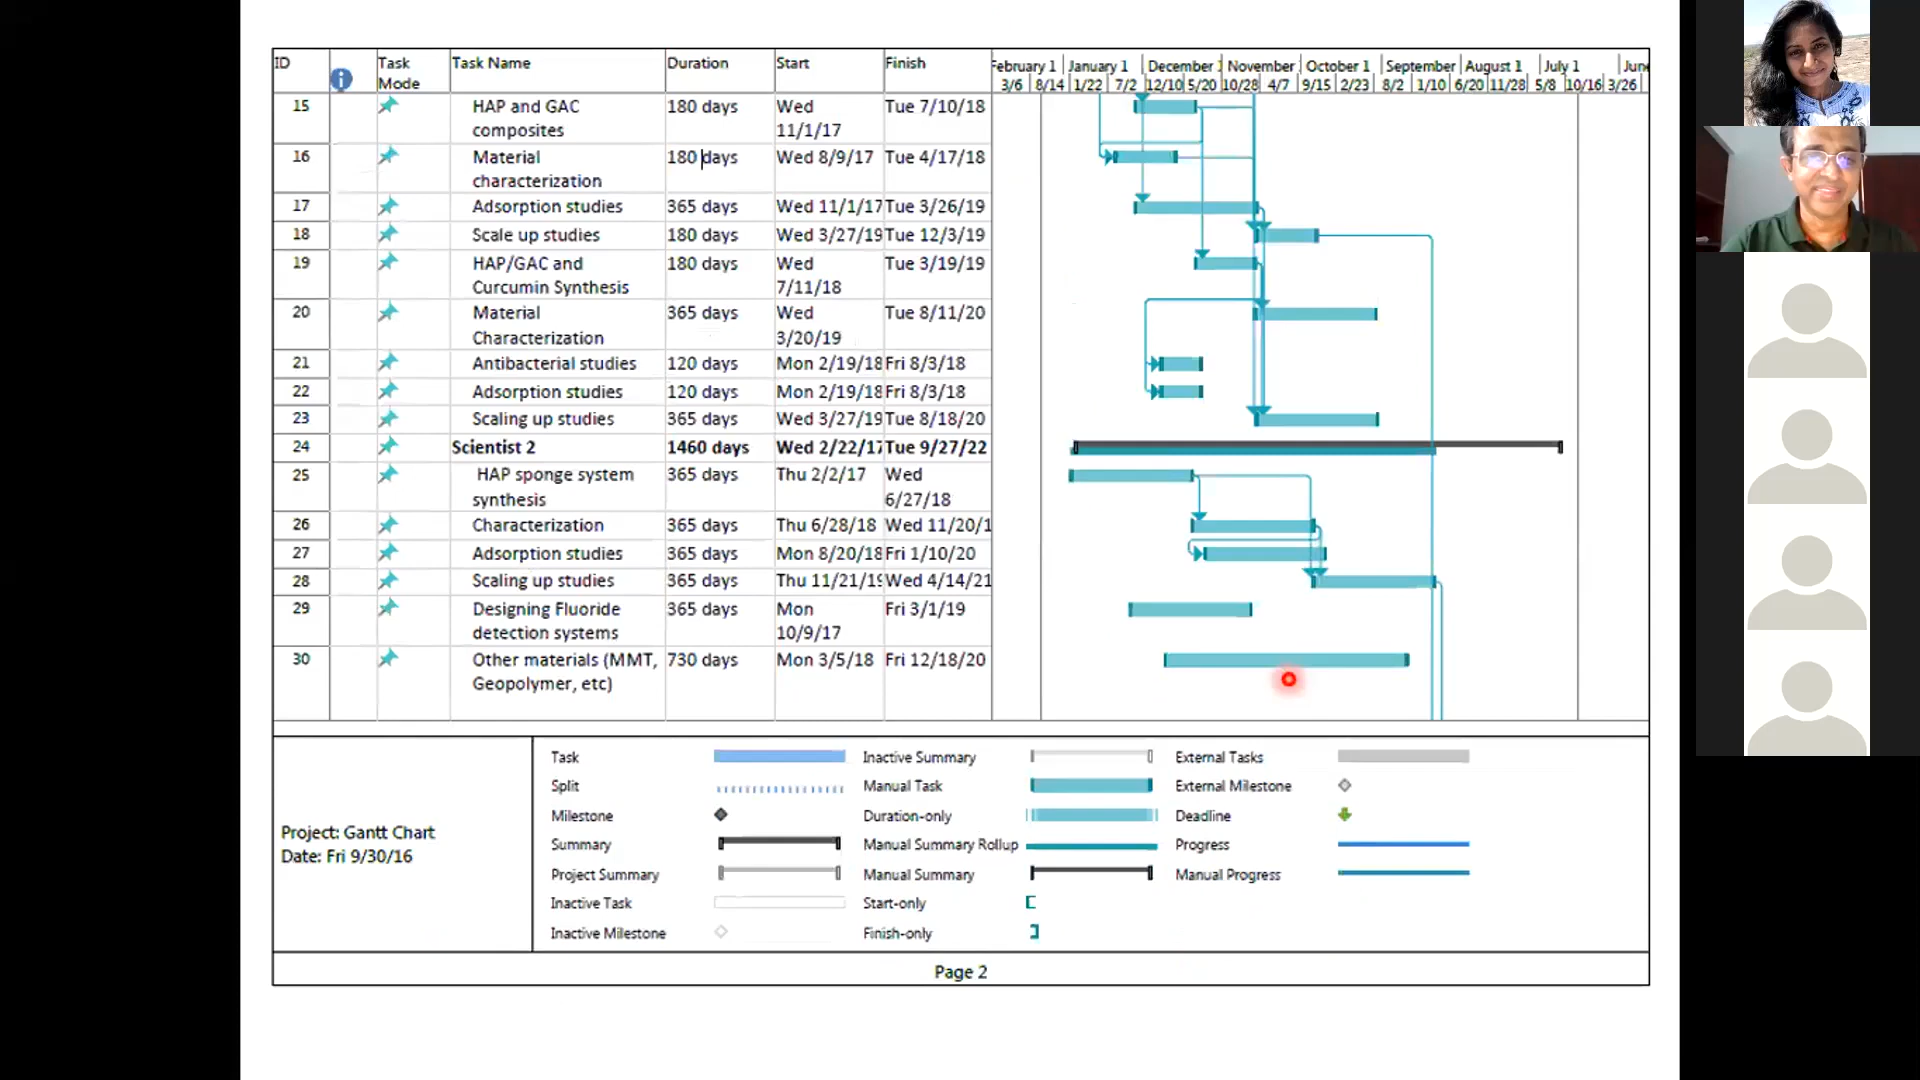 ID Task Mode Task Name Duration Start Finish
February 1 January 1 December 1 November October 1 September August 1 July 1 June
3/6 8/14 1/22 7/2 12/10 5/20 10/28 4/7 9/15 2/23 8/2 1/10 6/20 11/28 5/8 10/16 3/26
15 HAP and GAC composites 180 days Wed 11/1/17 Tue 7/10/18
16 Material characterization 180 days Wed 8/9/17 Tue 4/17/18
17 Adsorption studies 365 days Wed 11/1/17 Tue 3/26/19
18 Scale up studies 180 days Wed 3/27/19 Tue 12/3/19
19 HAP/GAC and Curcumin Synthesis 180 days Wed 7/11/18 Tue 3/19/19
20 Material Characterization 365 days Wed 3/20/19 Tue 8/11/20
21 Antibacterial studies 120 days Mon 2/19/18 Fri 8/3/18
22 Adsorption studies 120 days Mon 2/19/18 Fri 8/3/18
23 Scaling up studies 365 days Wed 3/27/19 Tue 8/18/20
24 Scientist 2 1460 days Wed 2/22/17 Tue 9/27/22
25 HAP sponge system synthesis 365 days Thu 2/2/17 Wed 6/27/18
26 Characterization 365 days Thu 6/28/18 Wed 11/20/1
27 Adsorption studies 365 days Mon 8/20/18 Fri 1/10/20
28 Scaling up studies 365 days Thu 11/21/19 Wed 4/14/21
29 Designing Fluoride detection systems 365 days Mon 10/9/17 Fri 3/1/19
30 Other materials (MMT, Geopolymer, etc) 730 days Mon 3/5/18 Fri 12/18/20
Project: Gantt Chart
Date: Fri 9/30/16
Task Inactive Summary External Tasks
Split Manual Task External Milestone
Milestone Duration-only Deadline
Summary Manual Summary Rollup Progress
Project Summary Manual Summary Manual Progress
Inactive Task Start-only
Inactive Milestone Finish-only
Page 2